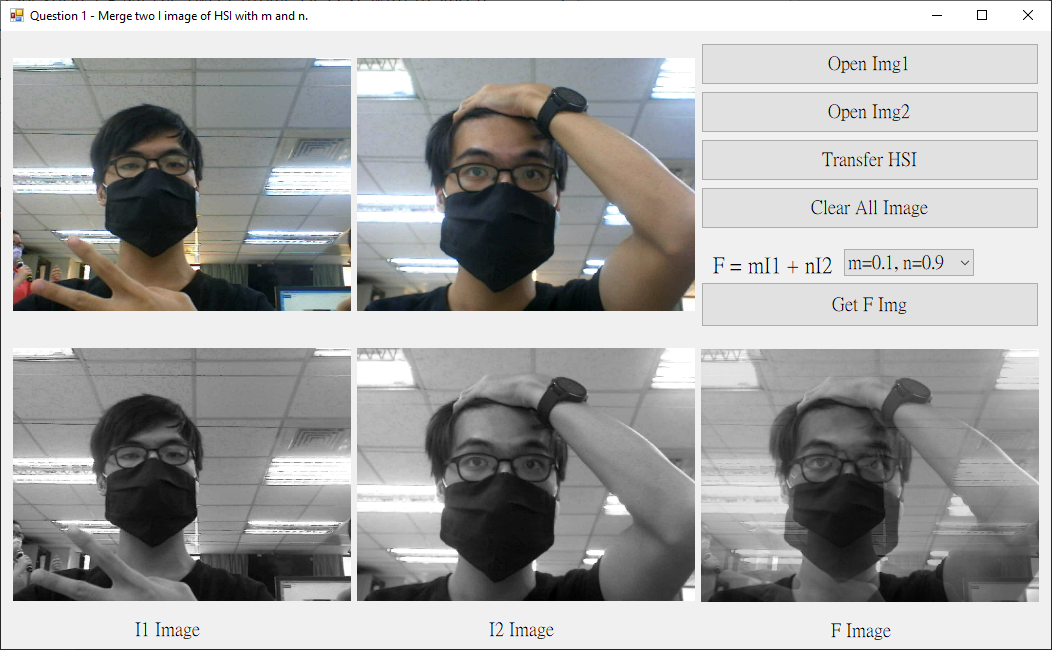 Question 1 - Merge two I image of HSI with m and n.
Open Img1
Open Img2
Transfer HSI
Clear All Image
F = mI1 + nI2 m=0.1, n=0.9
Get F Img
I1 Image
I2 Image
F Image